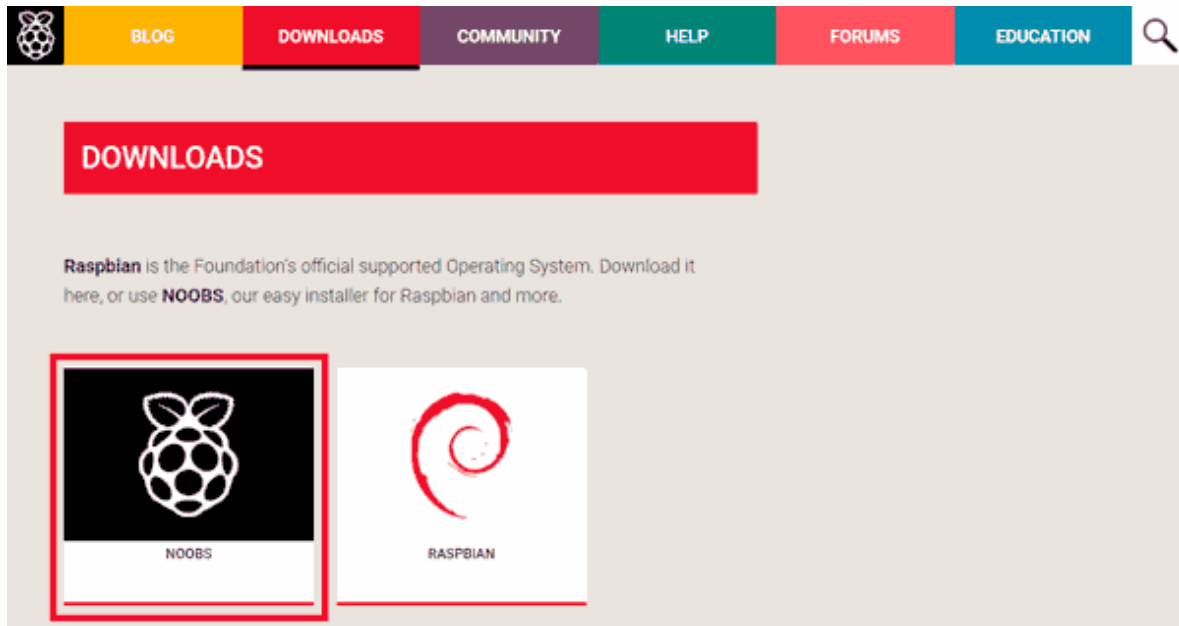 BLOG
DOWNLOADS
COMMUNITY
HELP
FORUMS
EDUCATION
DOWNLOADS
Raspbian is the Foundation's official supported Operating System. Download it
here, or use NOOBS, our easy installer for Raspbian and more.
NOOBS
RASPBIAN